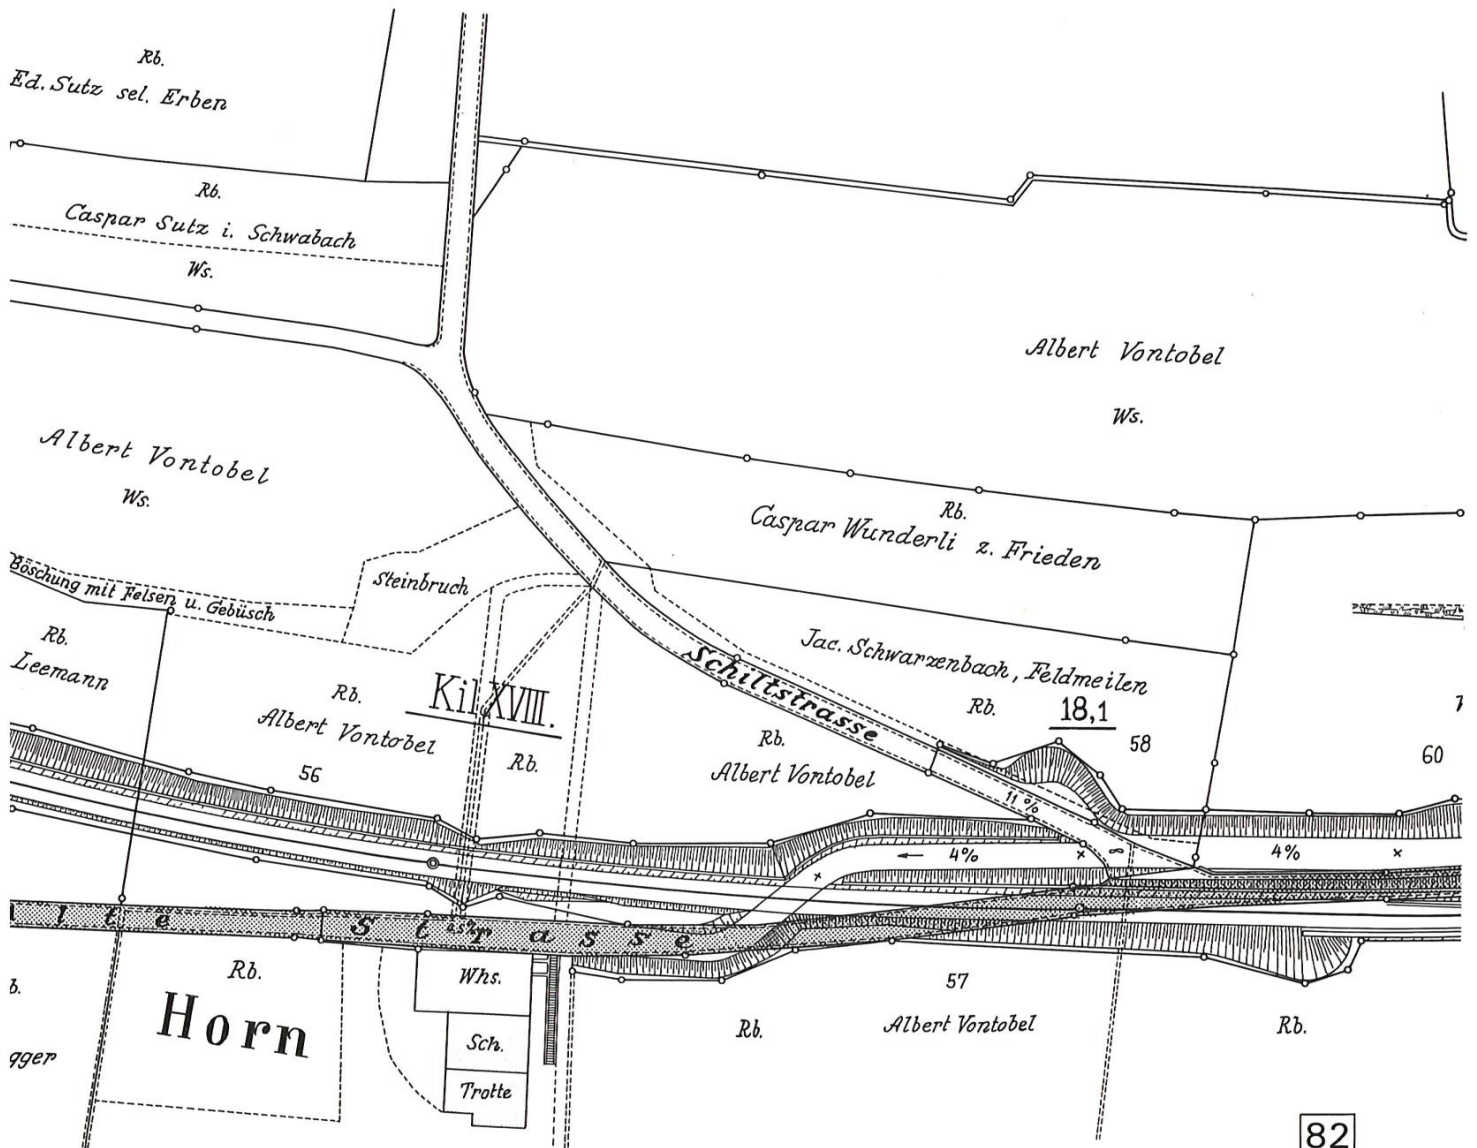 Rb.
Ed. Sutz sel. Erben
Rb.
Caspar Sutz i. Schwabach
Ws.
Albert Vontobel
Ws.
Albert Vontobel
Ws.
Rb.
Caspar Wunderli z. Frieden
Steinbruch
Böschung mit Felsen u. Gebüsch
Rb.
Leemann
Jac. Schwarzenbach, Feldmeilen
Rb.
18,1
58
60
Schiltstrasse
Rb.
Albert Vontobel
Kil XVIII.
Rb.
Rb.
Albert Vontobel
56
11 %
4%
4%
Alte Strasse
Rb.
Horn
Whs.
Sch.
Trotte
57
Rb.
Albert Vontobel
Rb.
b.
gger
82